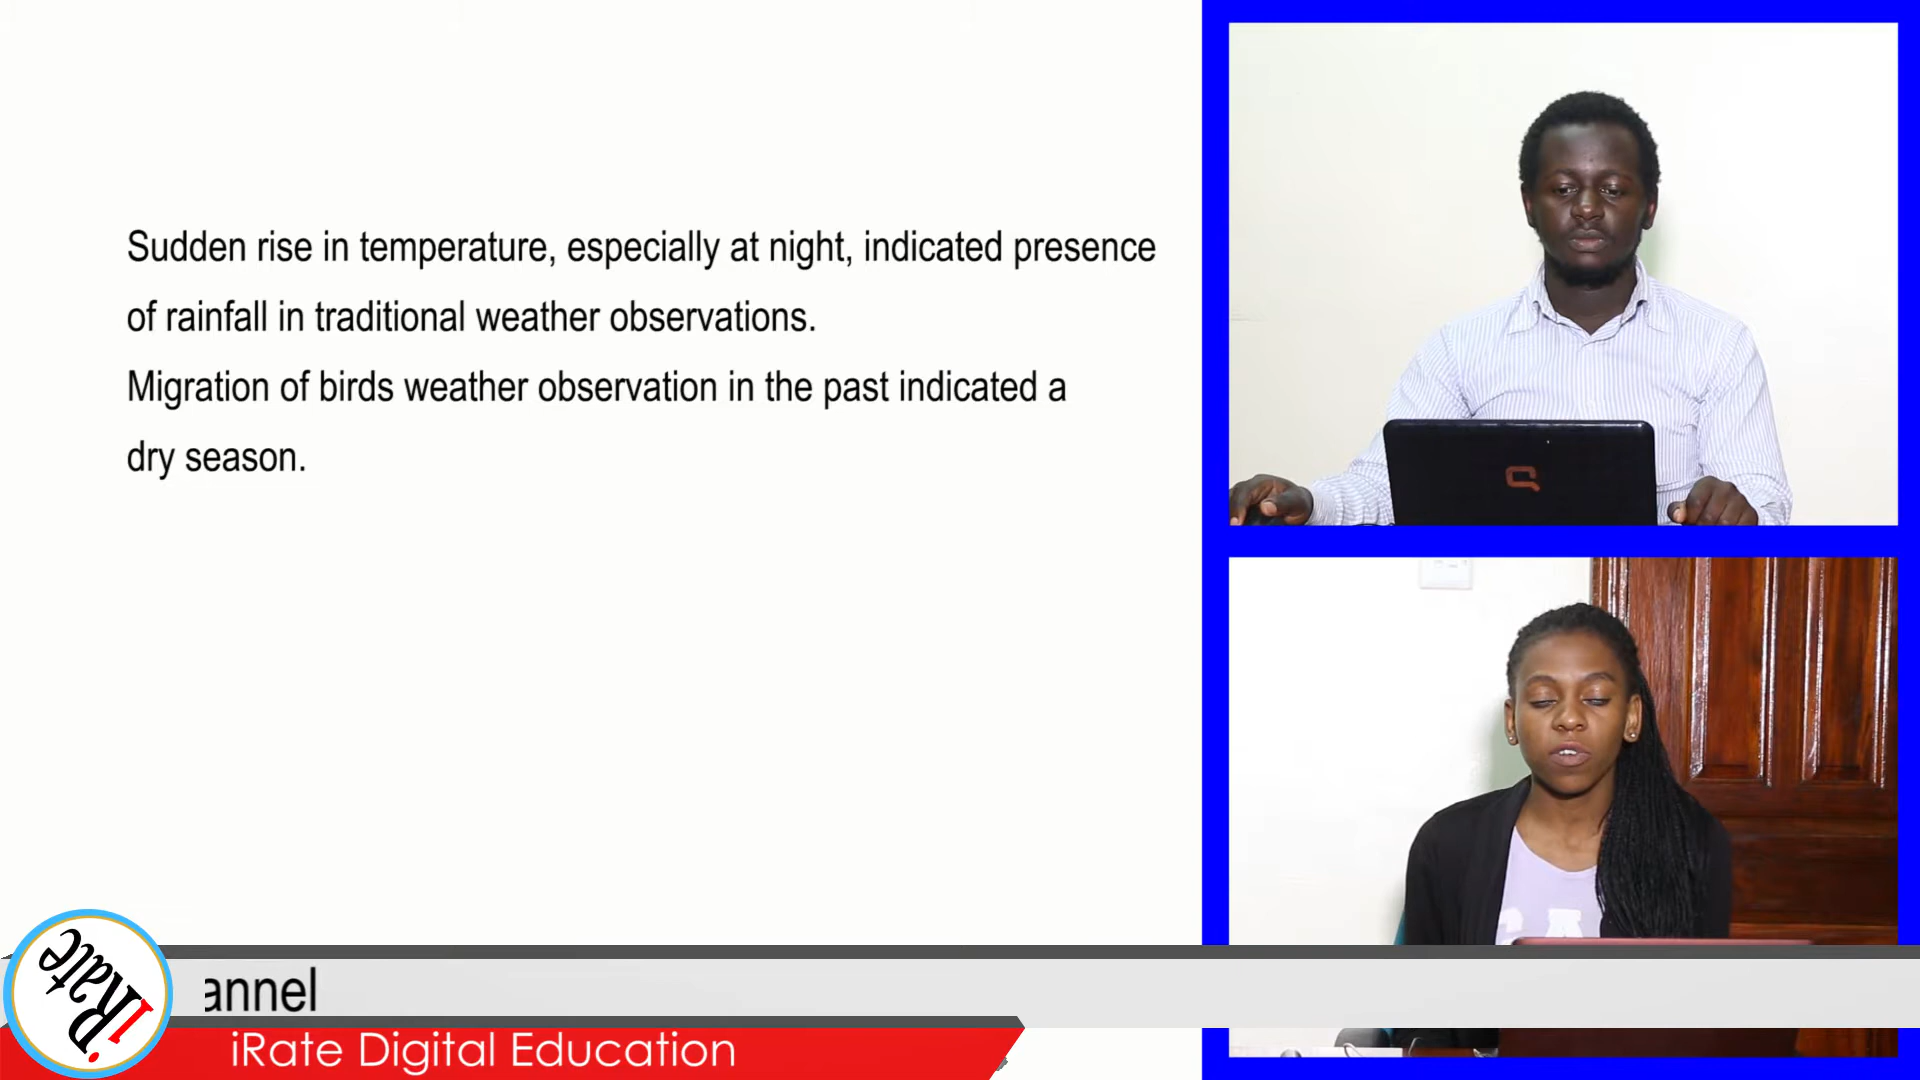 Sudden rise in temperature, especially at night, indicated presence
of rainfall in traditional weather observations.
Migration of birds weather observation in the past indicated a
dry season.
annel
iRate Digital Education
iRate